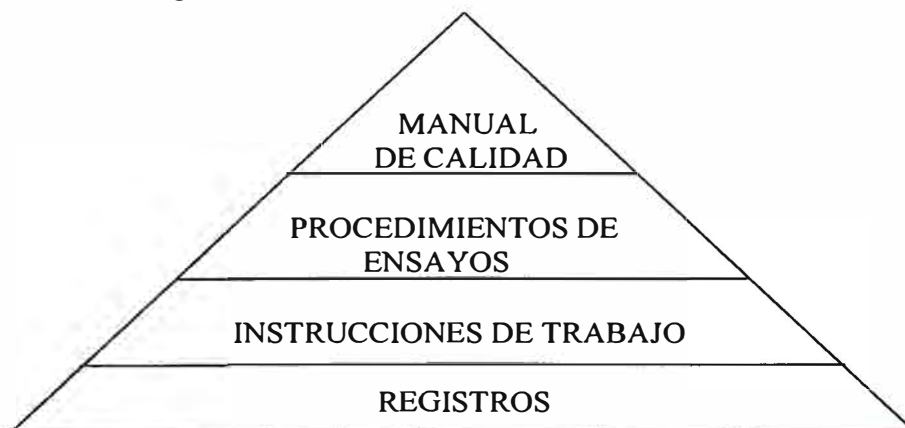 MANUAL
DE CALIDAD
PROCEDIMIENTOS DE
ENSAYOS
INSTRUCCIONES DE TRABAJO
REGISTROS